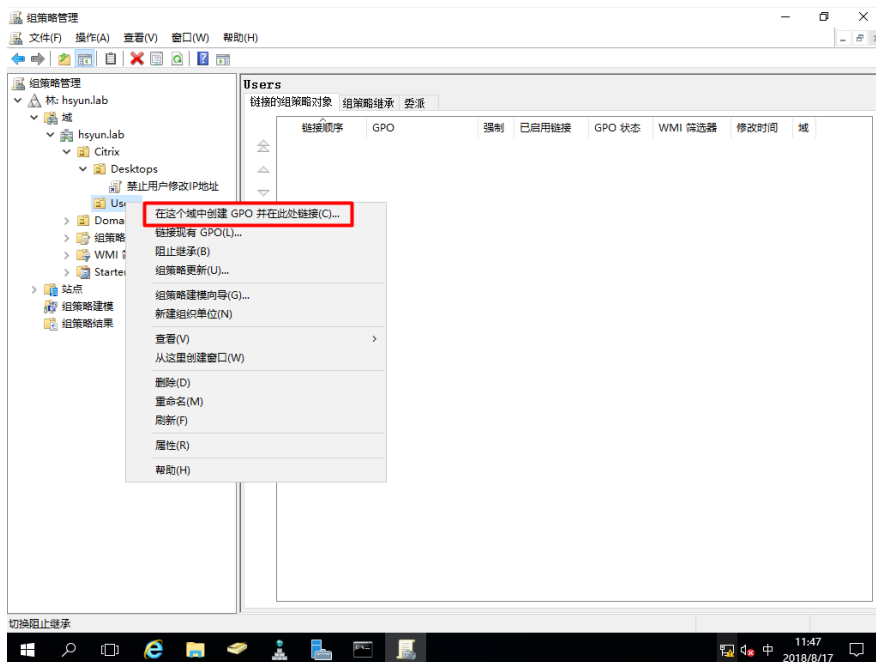 组策略管理
文件(F) 操作(A) 查看(V) 窗口(W) 帮助(H)
组策略管理
林: hsyun.lab
域
hsyun.lab
Citrix
Desktops
禁止用户修改IP地址
Use
Doma
组策略
WMI
Starte
站点
组策略建模
组策略结果
Users
链接的组策略对象 组策略继承 委派
链接顺序 GPO 强制 已启用链接 GPO 状态 WMI 筛选器 修改时间 域
在这个域中创建 GPO 并在此处链接(C)...
链接现有 GPO(L)...
阻止继承(B)
组策略更新(U)...
组策略建模向导(G)...
新建组织单位(N)
查看(V)
从这里创建窗口(W)
删除(D)
重命名(M)
刷新(F)
属性(R)
帮助(H)
切换阻止继承
中
11:47
2018/8/17